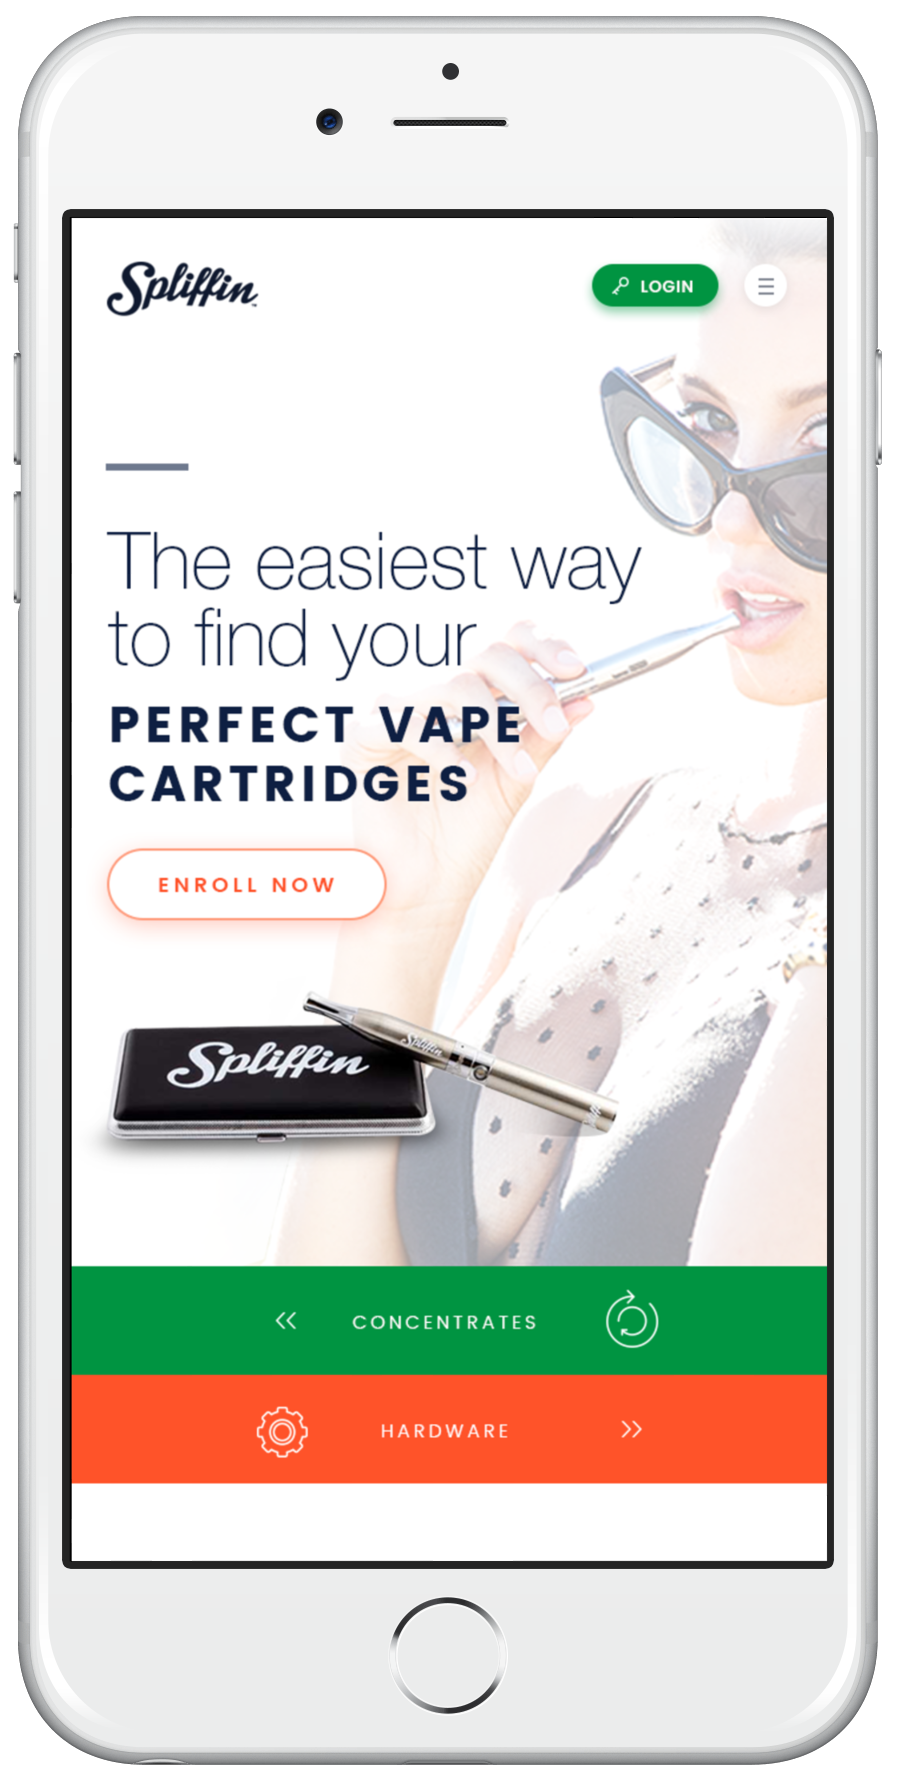 Spliffin
LOGIN
The easiest way
to find your
PERFECT VAPE
CARTRIDGES
ENROLL NOW
Spliffin
Spliffin
CONCENTRATES
HARDWARE